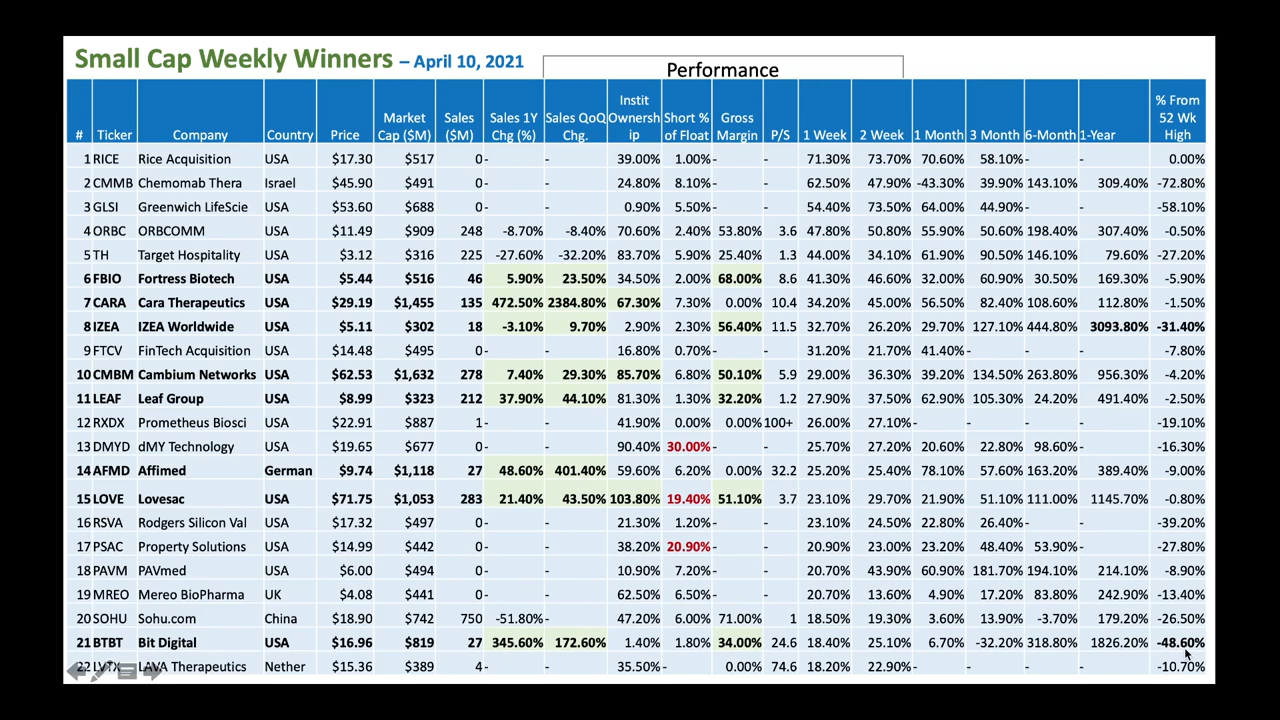 Small Cap Weekly Winners – April 10, 2021
Performance
# Ticker Company Country Price Market Cap ($M) Sales ($M) Sales 1Y Chg (%) Sales QoQ Chg. Instit Ownership Short % of Float Gross Margin P/S 1 Week 2 Week 1 Month 3 Month 6-Month 1-Year % From 52 Wk High
1 RICE Rice Acquisition USA $17.30 $517 0 - - 39.00% 1.00% - - 71.30% 73.70% 70.60% 58.10% - - 0.00%
2 CMMB Chemomab Thera Israel $45.90 $491 0 - - 24.80% 8.10% - - 62.50% 47.90% -43.30% 39.90% 143.10% 309.40% -72.80%
3 GLSI Greenwich LifeScie USA $53.60 $688 0 - - 0.90% 5.50% - - 54.40% 73.50% 64.00% 44.90% - - -58.10%
4 ORBC ORBCOMM USA $11.49 $909 248 -8.70% -8.40% 70.60% 2.40% 53.80% 3.6 47.80% 50.80% 55.90% 50.60% 198.40% 307.40% -0.50%
5 TH Target Hospitality USA $3.12 $316 225 -27.60% -32.20% 83.70% 5.90% 25.40% 1.3 44.00% 34.10% 61.90% 90.50% 146.10% 79.60% -27.20%
6 FBIO Fortress Biotech USA $5.44 $516 46 5.90% 23.50% 34.50% 2.00% 68.00% 8.6 41.30% 46.60% 32.00% 60.90% 30.50% 169.30% -5.90%
7 CARA Cara Therapeutics USA $29.19 $1,455 135 472.50% 2384.80% 67.30% 7.30% 0.00% 10.4 34.20% 45.00% 56.50% 82.40% 108.60% 112.80% -1.50%
8 IZEA IZEA Worldwide USA $5.11 $302 18 -3.10% 9.70% 2.90% 2.30% 56.40% 11.5 32.70% 26.20% 29.70% 127.10% 444.80% 3093.80% -31.40%
9 FTCV FinTech Acquisition USA $14.48 $495 0 - - 16.80% 0.70% - - 31.20% 21.70% 41.40% - - - -7.80%
10 CMBM Cambium Networks USA $62.53 $1,632 278 7.40% 29.30% 85.70% 6.80% 50.10% 5.9 29.00% 36.30% 39.20% 134.50% 263.80% 956.30% -4.20%
11 LEAF Leaf Group USA $8.99 $323 212 37.90% 44.10% 81.30% 1.30% 32.20% 1.2 27.90% 37.50% 62.90% 105.30% 24.20% 491.40% -2.50%
12 RXDX Prometheus Biosci USA $22.91 $887 1 - - 41.90% 0.00% 0.00% 100+ 26.00% 27.10% - - - - -19.10%
13 DMYD dMY Technology USA $19.65 $677 0 - - 90.40% 30.00% - - 25.70% 27.20% 20.60% 22.80% 98.60% - -16.30%
14 AFMD Affimed German $9.74 $1,118 27 48.60% 401.40% 59.60% 6.20% 0.00% 32.2 25.20% 25.40% 78.10% 57.60% 163.20% 389.40% -9.00%
15 LOVE Lovesac USA $71.75 $1,053 283 21.40% 43.50% 103.80% 19.40% 51.10% 3.7 23.10% 29.70% 21.90% 51.10% 111.00% 1145.70% -0.80%
16 RSVA Rodgers Silicon Val USA $17.32 $497 0 - - 21.30% 1.20% - - 23.10% 24.50% 22.80% 26.40% - - -39.20%
17 PSAC Property Solutions USA $14.99 $442 0 - - 38.20% 20.90% - - 20.90% 23.00% 23.20% 48.40% 53.90% - -27.80%
18 PAVM PAVmed USA $6.00 $494 0 - - 10.90% 7.20% - - 20.70% 43.90% 60.90% 181.70% 194.10% 214.10% -8.90%
19 MREO Mereo BioPharma UK $4.08 $441 0 - - 62.50% 6.50% - - 20.70% 13.60% 4.90% 17.20% 83.80% 242.90% -13.40%
20 SOHU Sohu.com China $18.90 $742 750 -51.80% - 47.20% 6.00% 71.00% 1 18.50% 19.30% 3.60% 13.90% -3.70% 179.20% -26.50%
21 BTBT Bit Digital USA $16.96 $819 27 345.60% 172.60% 1.40% 1.80% 34.00% 24.6 18.40% 25.10% 6.70% -32.20% 318.80% 1826.20% -48.60%
22 LVTX LAVA Therapeutics Nether $15.36 $389 4 - - 35.50% - 0.00% 74.6 18.20% 22.90% - - - - -10.70%